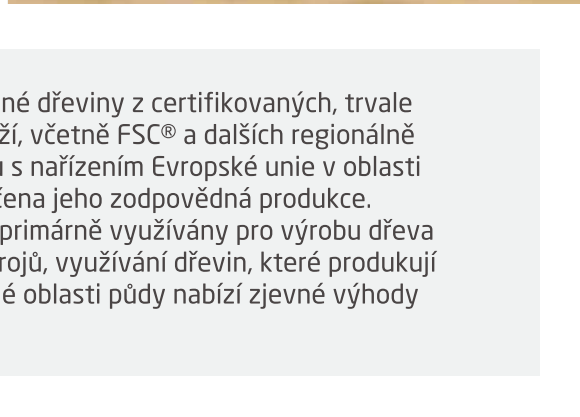 né dřeviny z certifikovaných, trvale
ží, včetně FSC® a dalších regionálně
s nařízením Evropské unie v oblasti
čena jeho zodpovědná produkce.
primárně využívány pro výrobu dřeva
rojů, využívání dřevin, které produkují
é oblasti půdy nabízí zjevné výhody